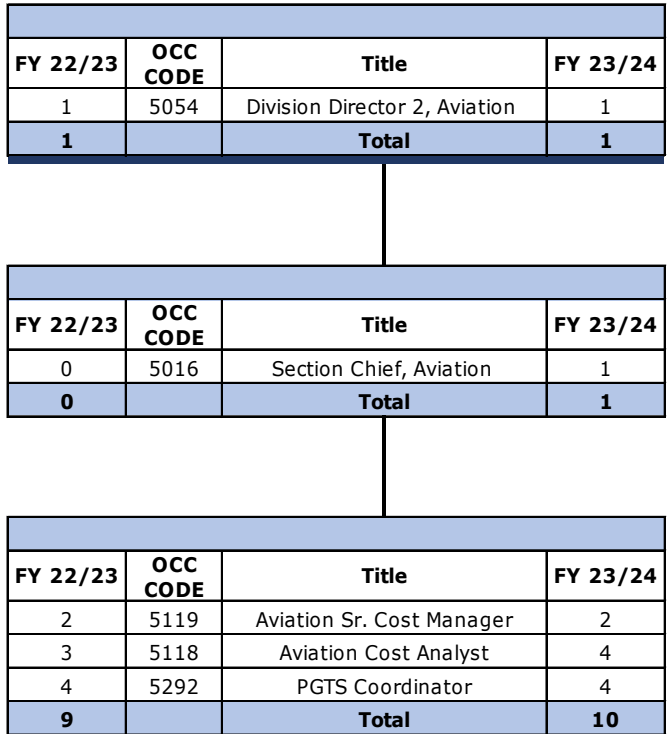 FY 22/23 OCC CODE Title FY 23/24
1 5054 Division Director 2, Aviation 1
1 Total 1
FY 22/23 OCC CODE Title FY 23/24
0 5016 Section Chief, Aviation 1
0 Total 1
FY 22/23 OCC CODE Title FY 23/24
2 5119 Aviation Sr. Cost Manager 2
3 5118 Aviation Cost Analyst 4
4 5292 PGTS Coordinator 4
9 Total 10